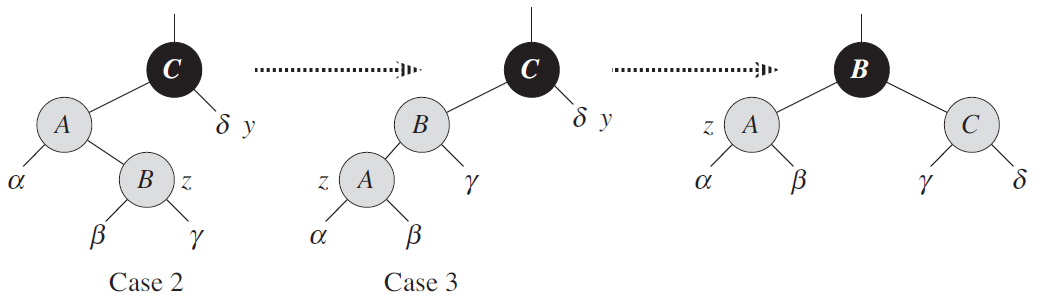 C C B
A δ y B δ y z A C
α B z z A γ α β γ δ
β γ α β
Case 2 Case 3